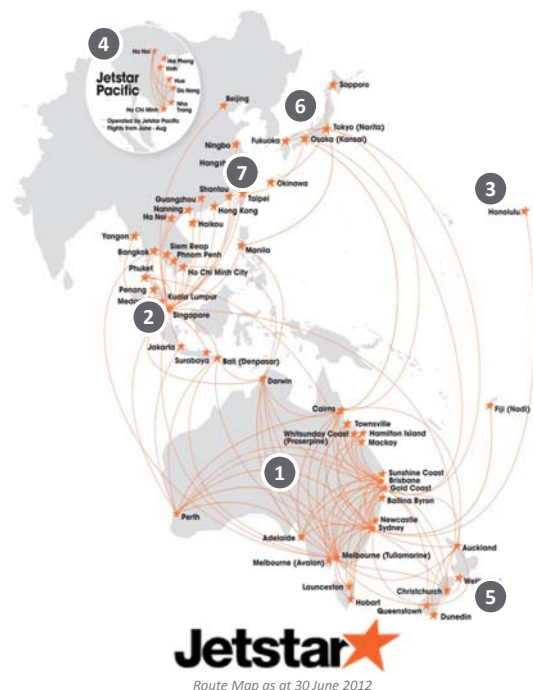 4
Ha Noi
Hai Phong
Vinh
Jetstar
Pacific
Hue
Da Nang
Nha
Trang
Ho Chi Minh
Operated by Jetstar Pacific
Flights from June - Aug
Beijing
Sapporo
6
Tokyo (Narita)
Ningbo
Fukuoka
Osaka (Kansai)
7
Okinawa
Shantou
Taipei
Guangzhou
Hong Kong
Nanning
Ha Noi
Haikou
3
Honolulu
Yangon
Manila
Siem Reap
Bangkok
Phnom Penh
Ho Chi Minh City
Phuket
Penang
Kuala Lumpur
2
Singapore
Jakarta
Surabaya
Bali (Denpasar)
Darwin
Fiji (Nadi)
Cairns
Townsville
Whitsunday Coast
(Proserpine)
Hamilton Island
Mackay
1
Sunshine Coast
Brisbane
Gold Coast
Ballina Byron
Newcastle
Sydney
Perth
Adelaide
Melbourne (Tullamarine)
Melbourne (Avalon)
Auckland
5
Launceston
Hobart
Christchurch
Queenstown
Dunedin
Jetstar
Route Map as at 30 June 2012